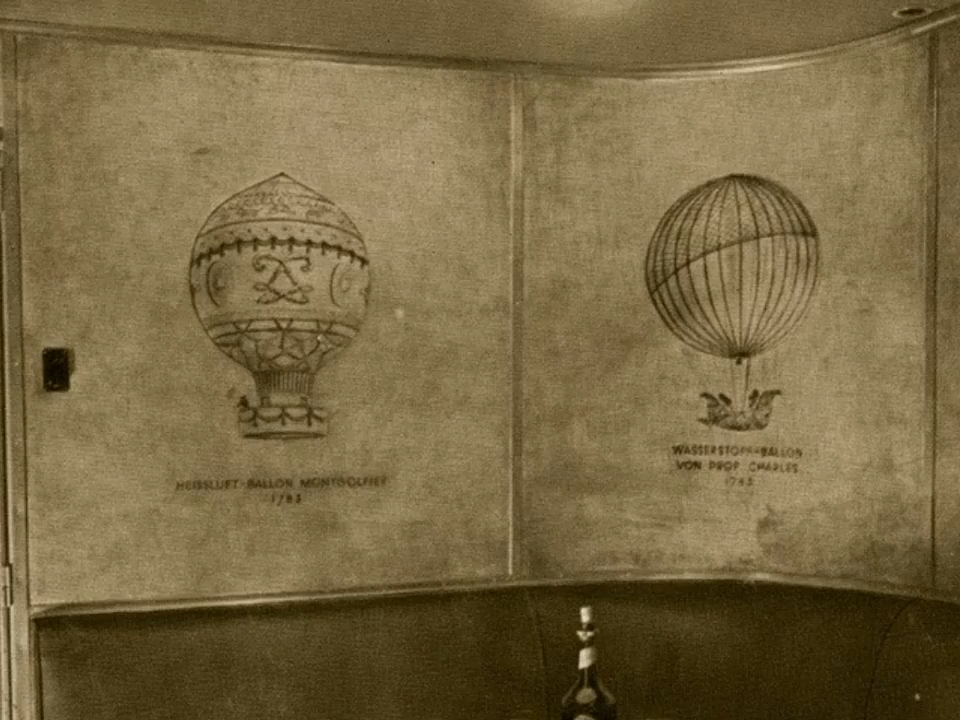 HEISSLUFT-BALLON MONTGOLFIER
1783
WASSERSTOFF-BALLON
VON PROF. CHARLES
1783